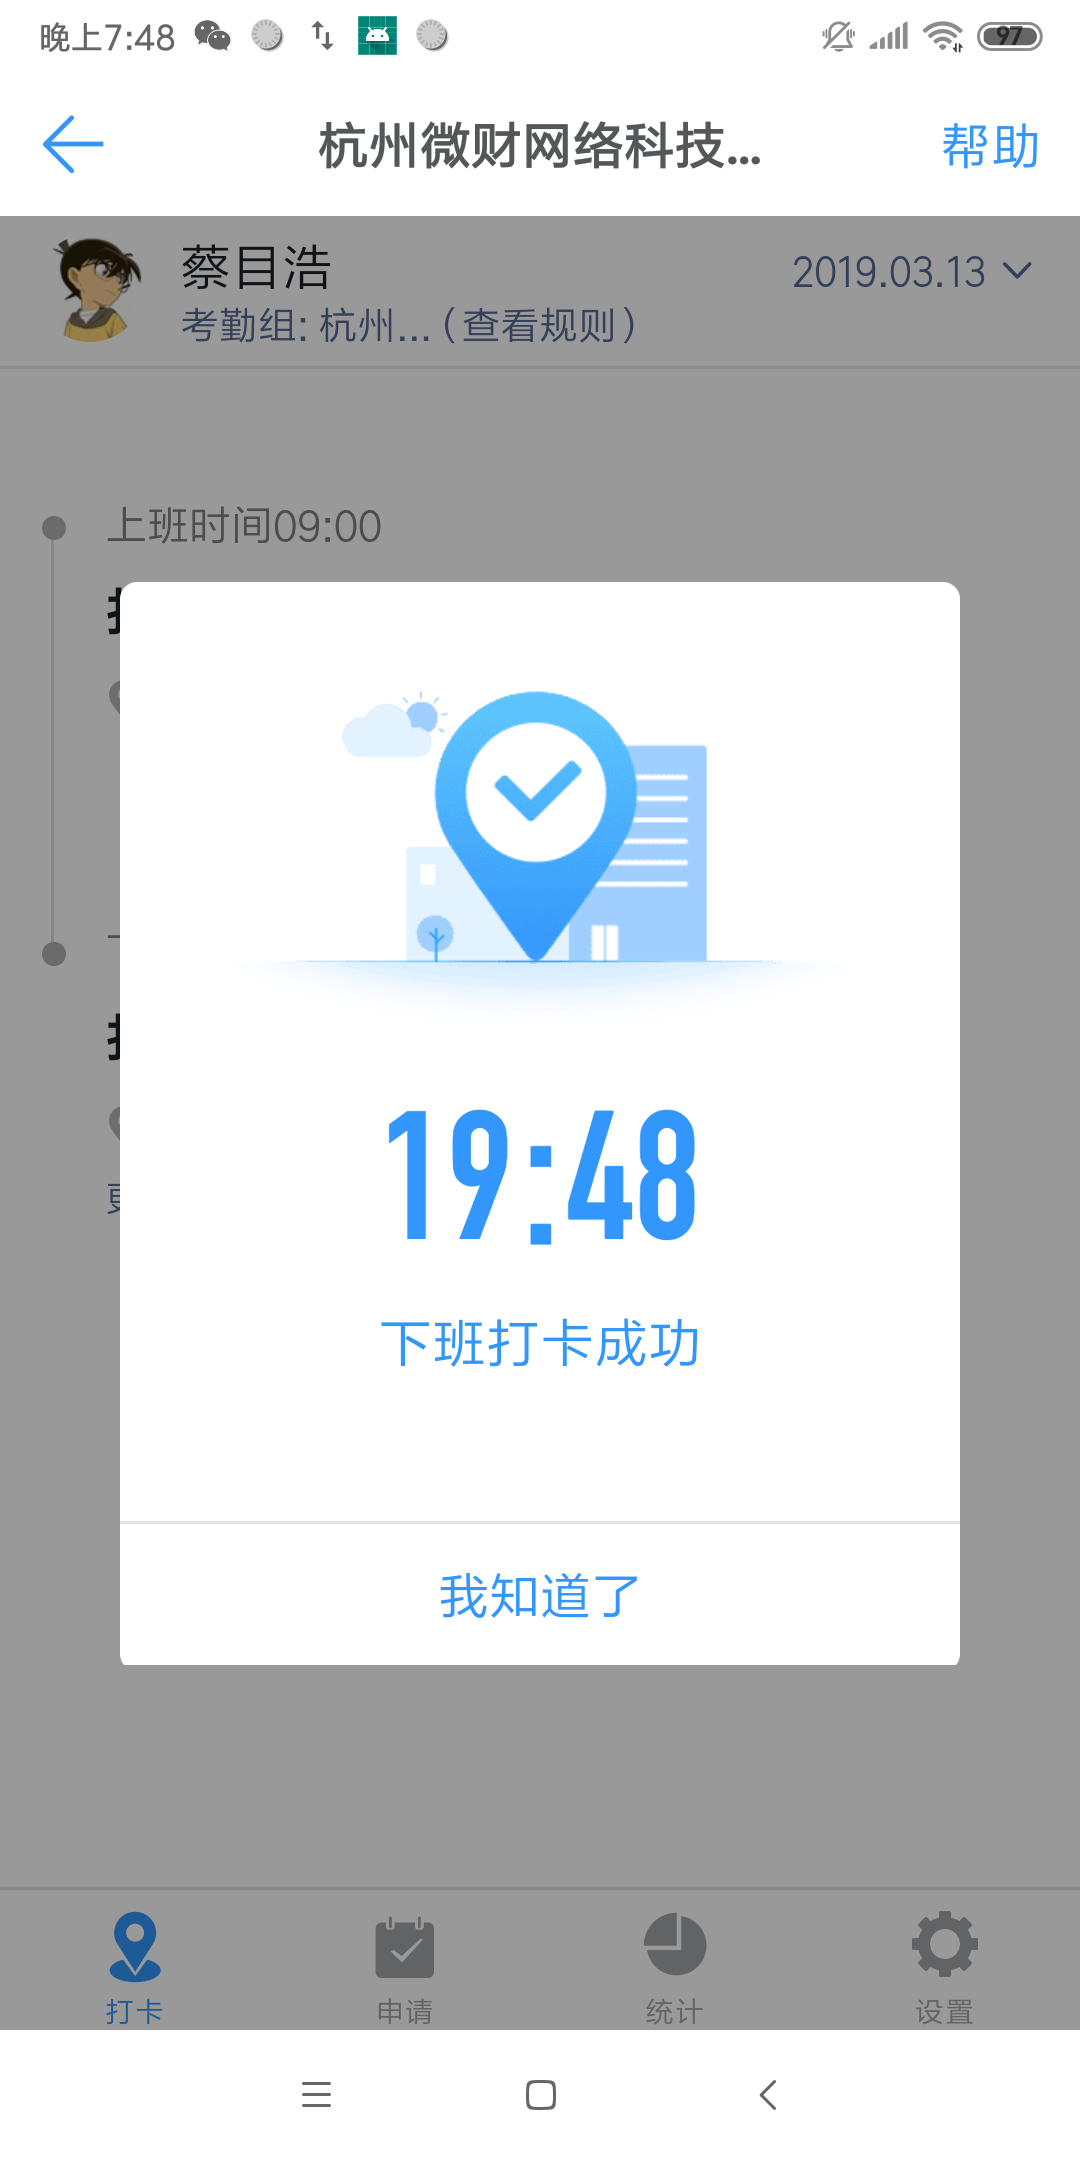 晚上7:48
97
杭州微财网络科技...
帮助
蔡目浩
2019.03.13
考勤组: 杭州...（查看规则）
上班时间09:00
19:48
下班打卡成功
我知道了
打卡
申请
统计
设置